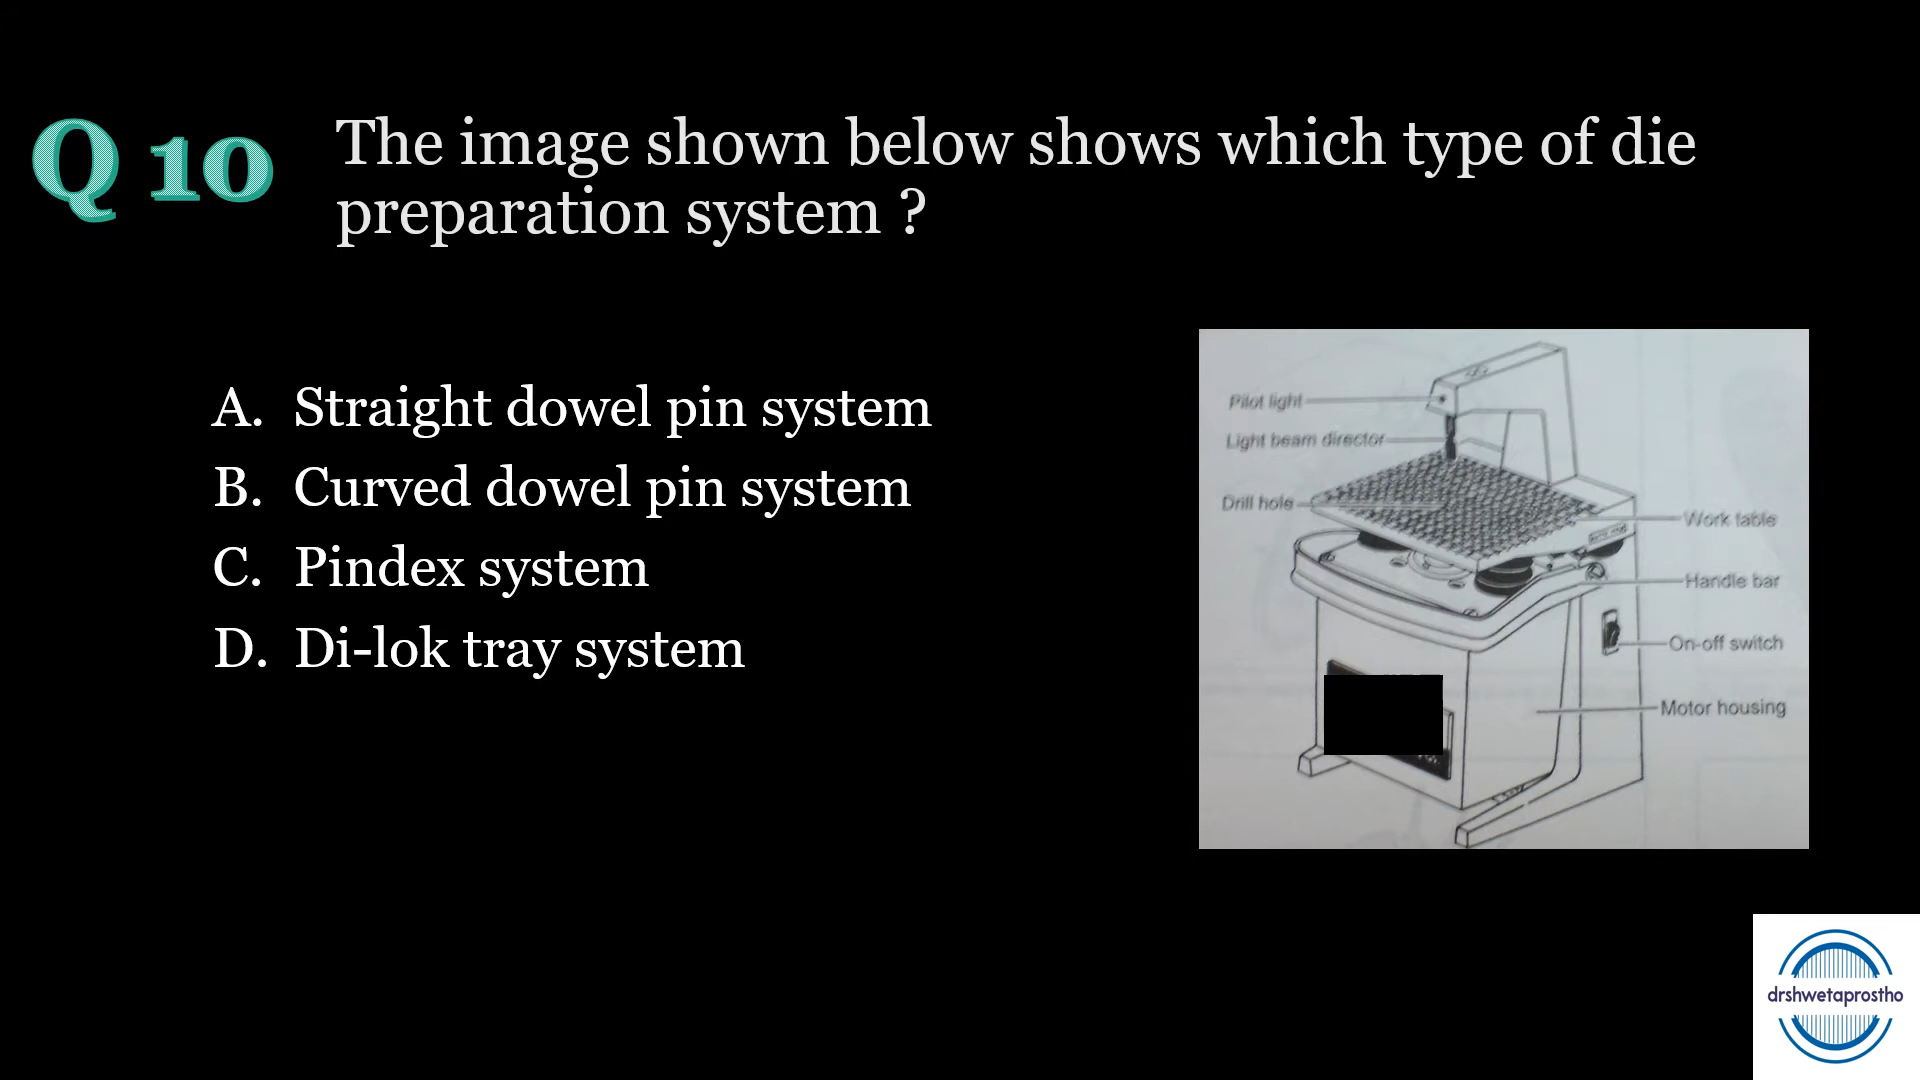 Q 10
The image shown below shows which type of die
preparation system ?
A. Straight dowel pin system
B. Curved dowel pin system
C. Pindex system
D. Di-lok tray system
Pilot light
Light beam director
Drill hole
Work table
Handle bar
On-off switch
Motor housing
drshwetaprostho